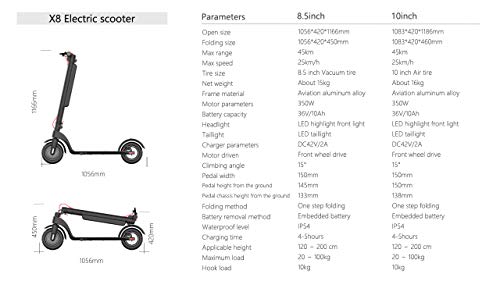 X8 Electric scooter
1166mm
1056mm
450mm
420mm
1056mm
Parameters 8.5inch 10inch
Open size 1056*420*1166mm 1083*420*1186mm
Folding size 1056*420*450mm 1083*420*460mm
Max range 45km 45km
Max speed 25km/h 25km/h
Tire size 8.5 inch Vacuum tire 10 inch Air tire
Net weight About 15kg About 16kg
Frame material Aviation aluminum alloy Aviation aluminum alloy
Motor parameters 350W 350W
Battery capacity 36V/10Ah 36V/10Ah
Headlight LED highlight front light LED highlight front light
Taillight LED taillight LED taillight
Charger parameters DC42V/2A DC42V/2A
Motor driven Front wheel drive Front wheel drive
Climbing angle 15° 15°
Pedal width 150mm 150mm
Pedal height from the ground 145mm 150mm
Pedal chassis height from the ground 133mm 138mm
Folding method One step folding One step folding
Battery removal method Embedded battery Embedded battery
Waterproof level IP54 IP54
Charging time 4-5hours 4-5hours
Applicable height 120 ~ 200 cm 120 ~ 200 cm
Maximum load 20 ~ 100kg 20 ~ 100kg
Hook load 10kg 10kg